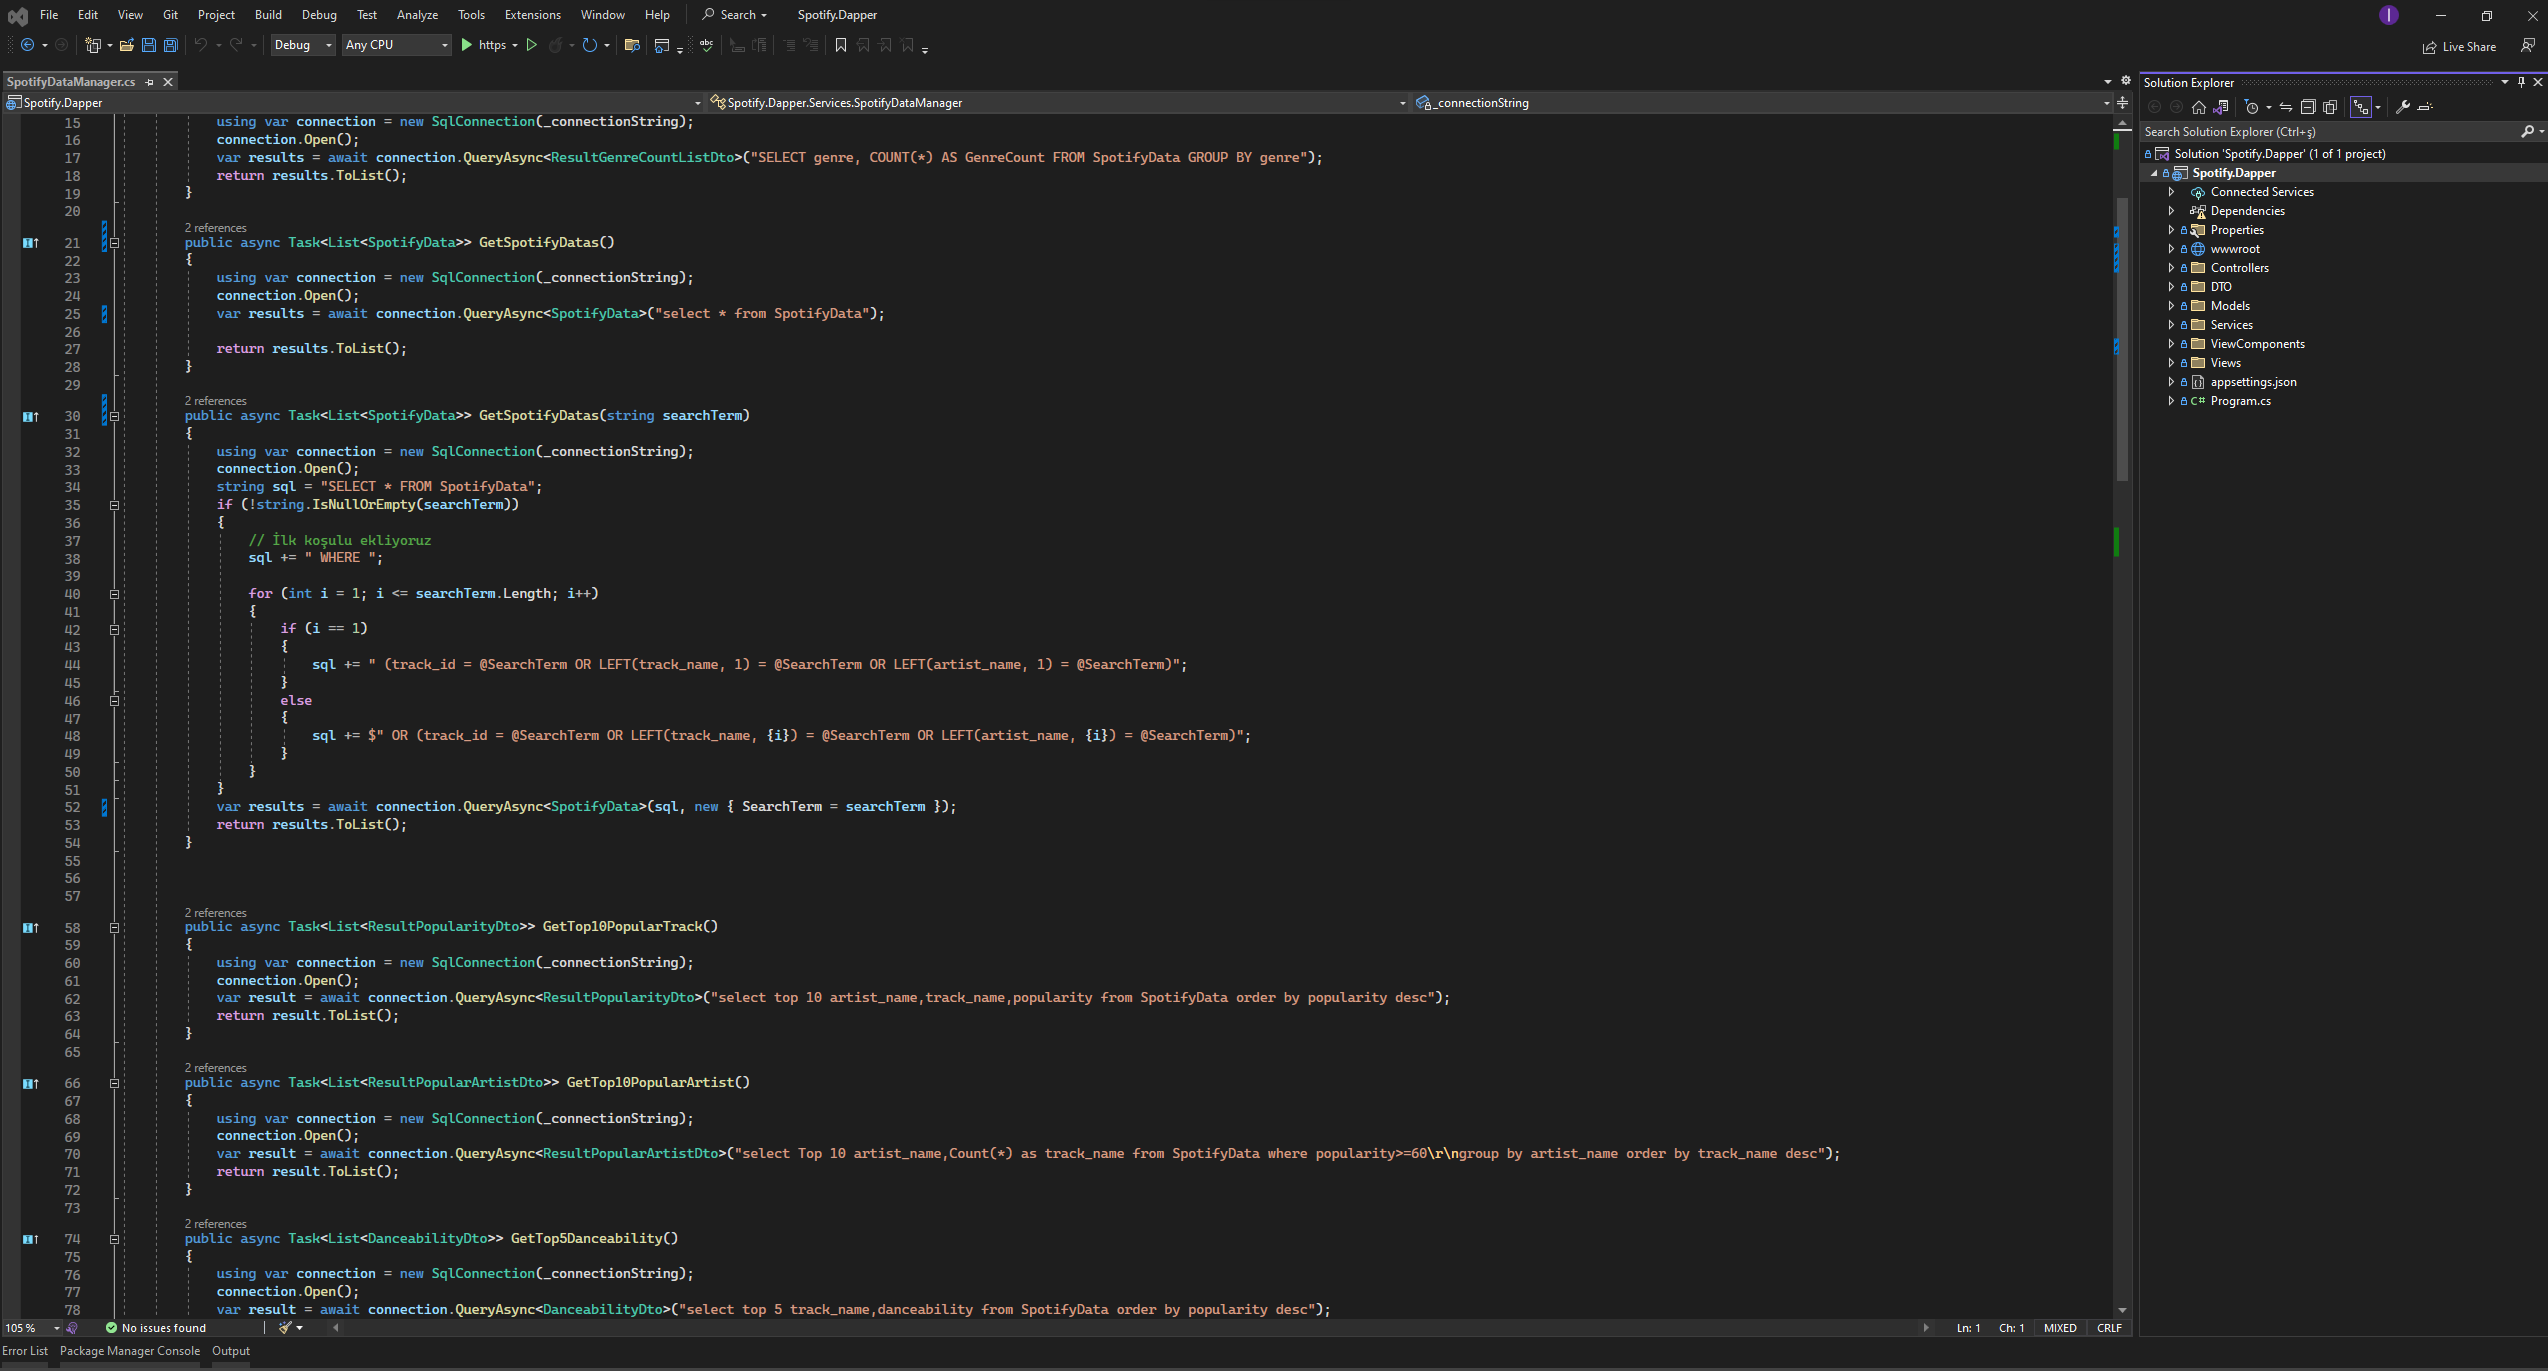 File Edit View Git Project Build Debug Test Analyze Tools Extensions Window Help Search Spotify.Dapper I
Debug Any CPU https Live Share
SpotifyDataManager.cs
Spotify.Dapper Spotify.Dapper.Services.SpotifyDataManager _connectionString
15 using var connection = new SqlConnection(_connectionString);
16 connection.Open();
17 var results = await connection.QueryAsync<ResultGenreCountListDto>("SELECT genre, COUNT(*) AS GenreCount FROM SpotifyData GROUP BY genre");
18 return results.ToList();
19 }
20
2 references
21 public async Task<List<SpotifyData>> GetSpotifyDatas()
22 {
23 using var connection = new SqlConnection(_connectionString);
24 connection.Open();
25 var results = await connection.QueryAsync<SpotifyData>("select * from SpotifyData");
26
27 return results.ToList();
28 }
29
2 references
30 public async Task<List<SpotifyData>> GetSpotifyDatas(string searchTerm)
31 {
32 using var connection = new SqlConnection(_connectionString);
33 connection.Open();
34 string sql = "SELECT * FROM SpotifyData";
35 if (!string.IsNullOrEmpty(searchTerm))
36 {
37 // İlk koşulu ekliyoruz
38 sql += " WHERE ";
39
40 for (int i = 1; i <= searchTerm.Length; i++)
41 {
42 if (i == 1)
43 {
44 sql += " (track_id = @SearchTerm OR LEFT(track_name, 1) = @SearchTerm OR LEFT(artist_name, 1) = @SearchTerm)";
45 }
46 else
47 {
48 sql += $" OR (track_id = @SearchTerm OR LEFT(track_name, {i}) = @SearchTerm OR LEFT(artist_name, {i}) = @SearchTerm)";
49 }
50 }
51 }
52 var results = await connection.QueryAsync<SpotifyData>(sql, new { SearchTerm = searchTerm });
53 return results.ToList();
54 }
55
56
57
2 references
58 public async Task<List<ResultPopularityDto>> GetTop10PopularTrack()
59 {
60 using var connection = new SqlConnection(_connectionString);
61 connection.Open();
62 var result = await connection.QueryAsync<ResultPopularityDto>("select top 10 artist_name,track_name,popularity from SpotifyData order by popularity desc");
63 return result.ToList();
64 }
65
2 references
66 public async Task<List<ResultPopularArtistDto>> GetTop10PopularArtist()
67 {
68 using var connection = new SqlConnection(_connectionString);
69 connection.Open();
70 var result = await connection.QueryAsync<ResultPopularArtistDto>("select Top 10 artist_name,Count(*) as track_name from SpotifyData where popularity>=60\r\ngroup by artist_name order by track_name desc");
71 return result.ToList();
72 }
73
2 references
74 public async Task<List<DanceabilityDto>> GetTop5Danceability()
75 {
76 using var connection = new SqlConnection(_connectionString);
77 connection.Open();
78 var result = await connection.QueryAsync<DanceabilityDto>("select top 5 track_name,danceability from SpotifyData order by popularity desc");
105 % No issues found Ln: 1 Ch: 1 MIXED CRLF
Error List Package Manager Console Output
Solution Explorer
Search Solution Explorer (Ctrl+ş)
Solution 'Spotify.Dapper' (1 of 1 project)
Spotify.Dapper
Connected Services
Dependencies
Properties
wwwroot
Controllers
DTO
Models
Services
ViewComponents
Views
appsettings.json
C# Program.cs